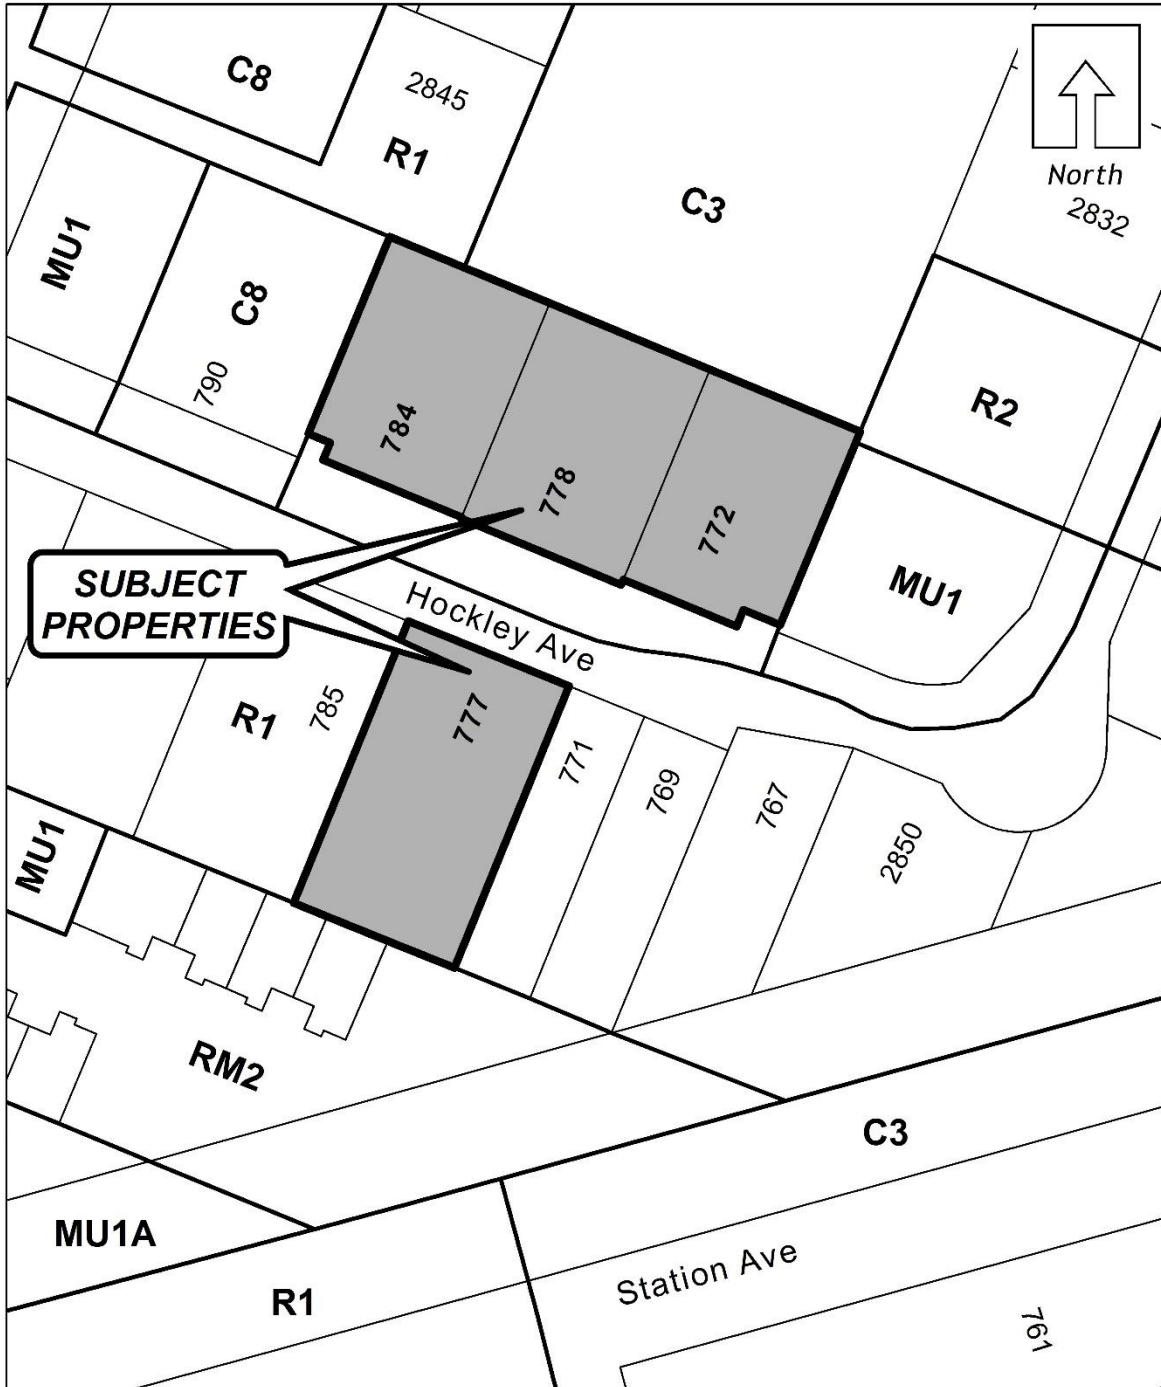 C8
2845
R1
C3
North
2832
MU1
C8
790
784
778
772
R2
MU1
SUBJECT
PROPERTIES
Hockley Ave
R1
785
777
771
769
767
2850
MU1
RM2
C3
MU1A
R1
Station Ave
761